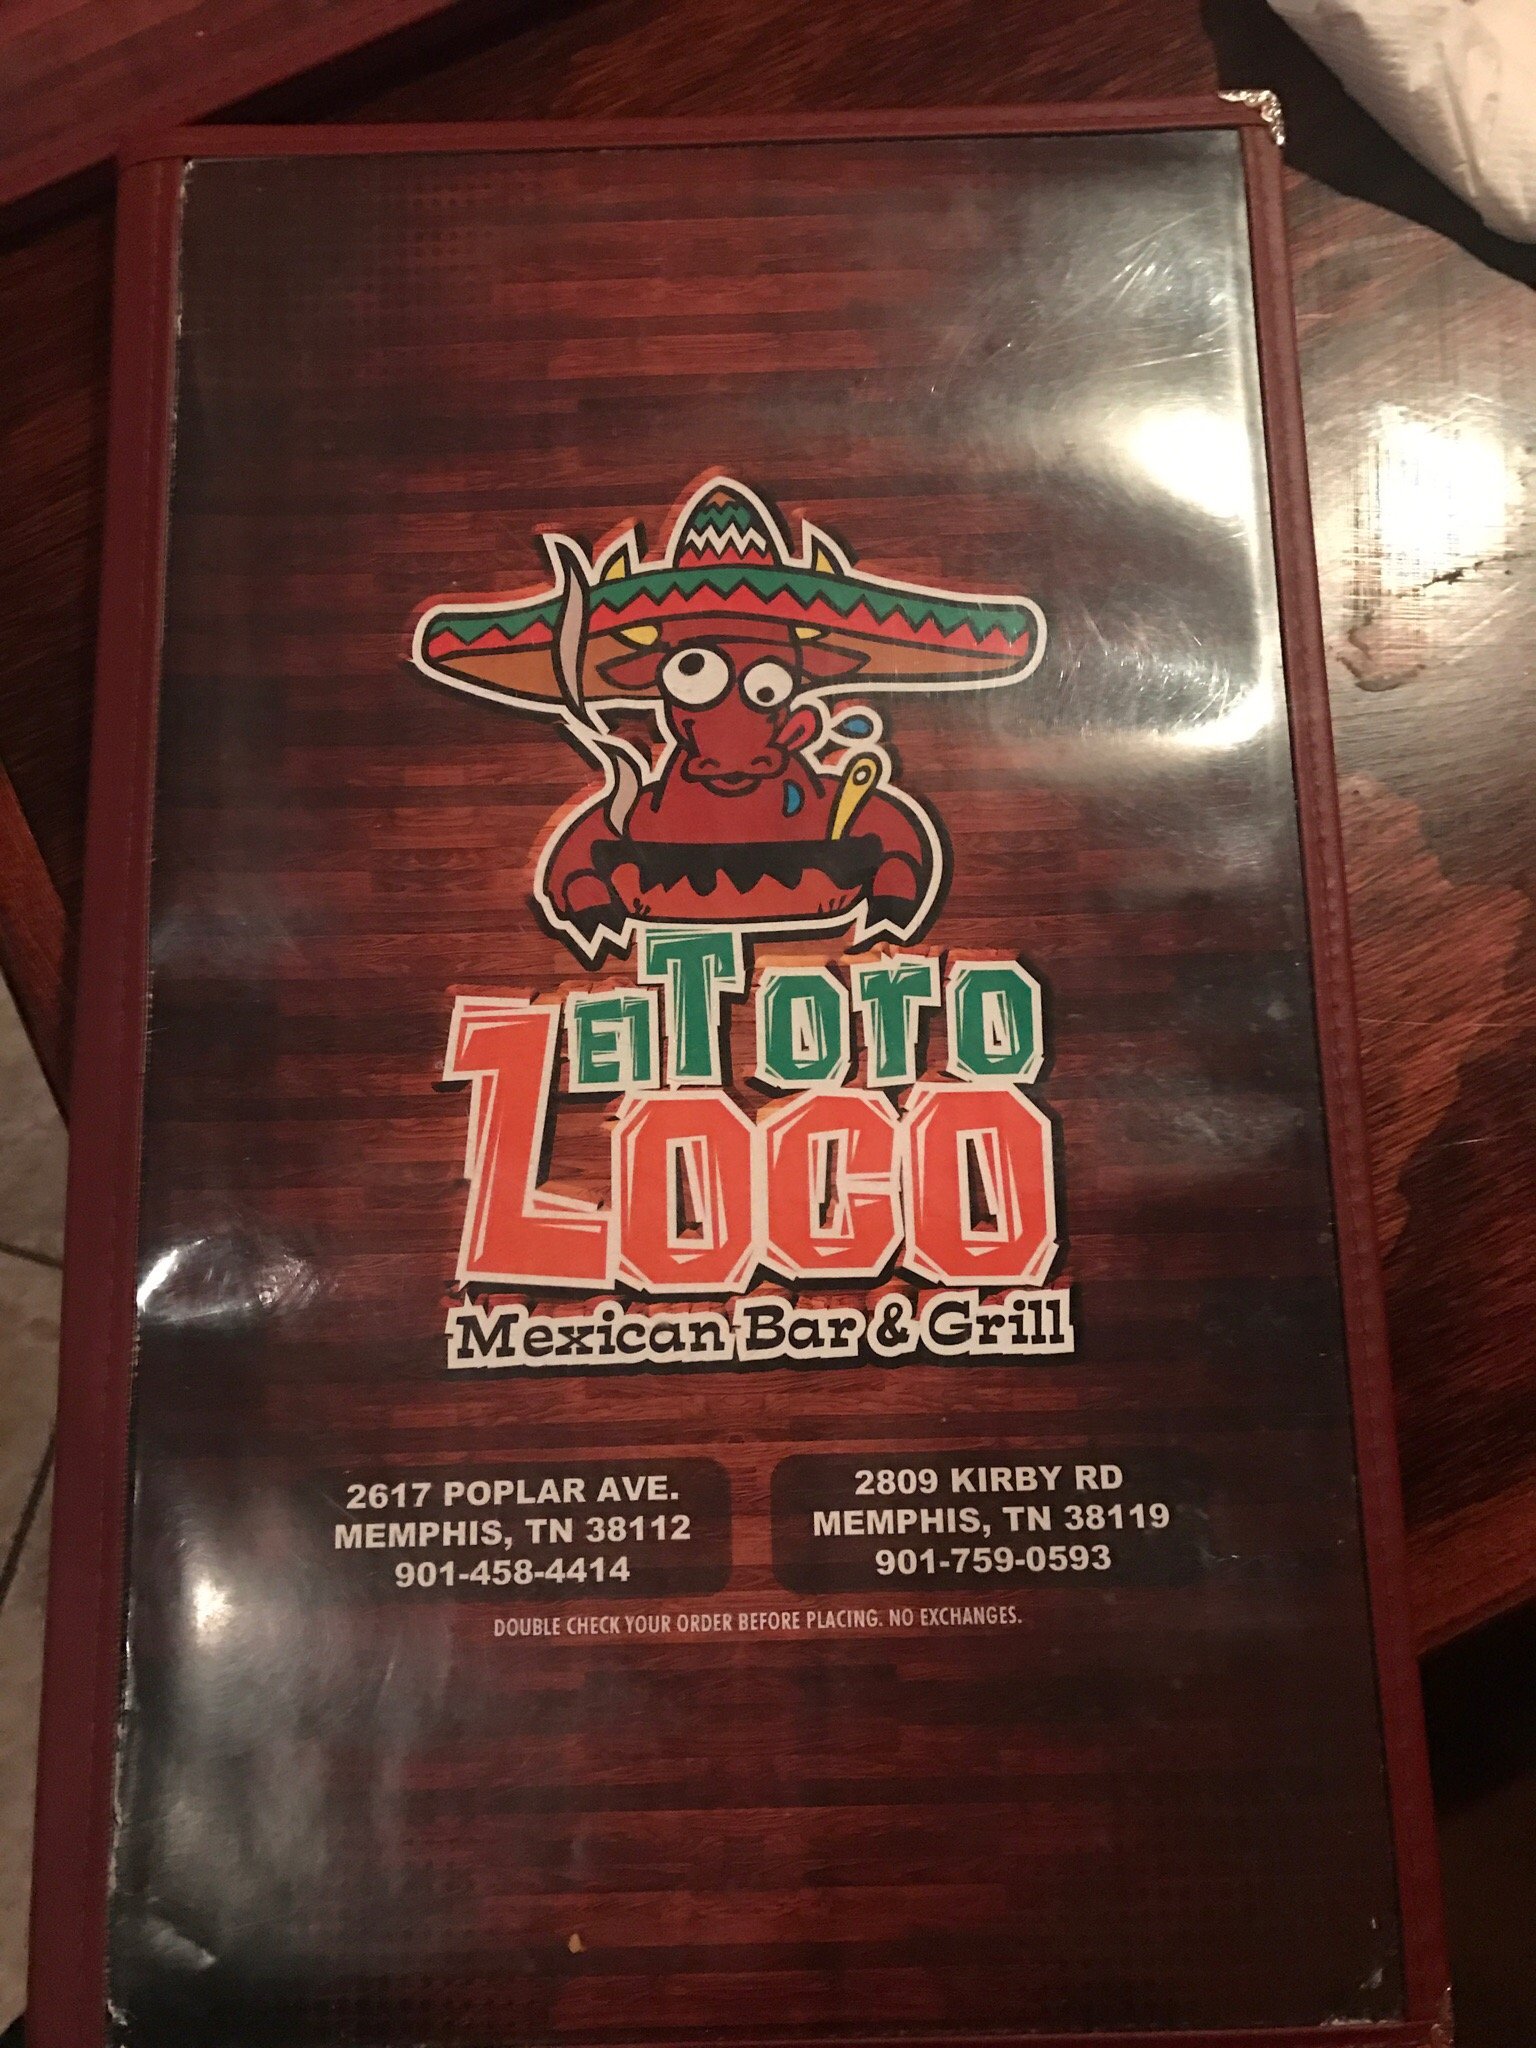 El Toro
Loco
Mexican Bar & Grill
2617 POPLAR AVE.
MEMPHIS, TN 38112
901-458-4414
2809 KIRBY RD
MEMPHIS, TN 38119
901-759-0593
DOUBLE CHECK YOUR ORDER BEFORE PLACING. NO EXCHANGES.